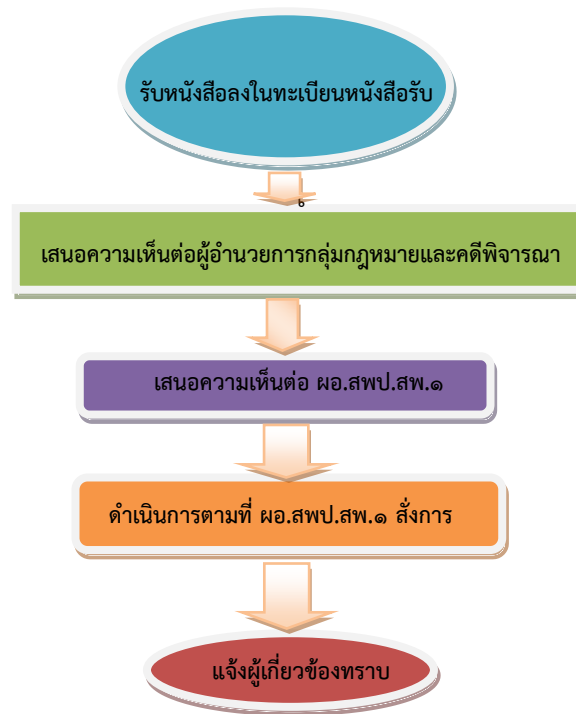 รับหนังสือลงในทะเบียนหนังสือรับ
เสนอความเห็นต่อผู้อำนวยการกลุ่มกฎหมายและคดีพิจารณา
เสนอความเห็นต่อ ผอ.สพป.สพ.๑
ดำเนินการตามที่ ผอ.สพป.สพ.๑ สั่งการ
แจ้งผู้เกี่ยวข้องทราบ